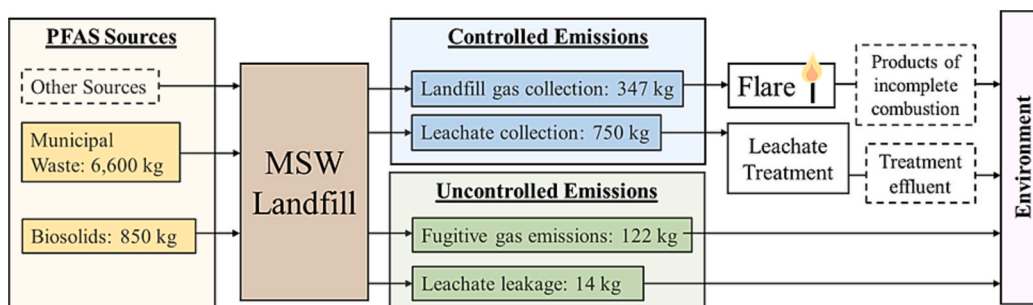 PFAS Sources
Other Sources
Municipal
Waste: 6,600 kg
Biosolids: 850 kg
MSW
Landfill
Controlled Emissions
Landfill gas collection: 347 kg
Leachate collection: 750 kg
Uncontrolled Emissions
Fugitive gas emissions: 122 kg
Leachate leakage: 14 kg
Flare
Products of
incomplete
combustion
Leachate
Treatment
Treatment
effluent
Environment